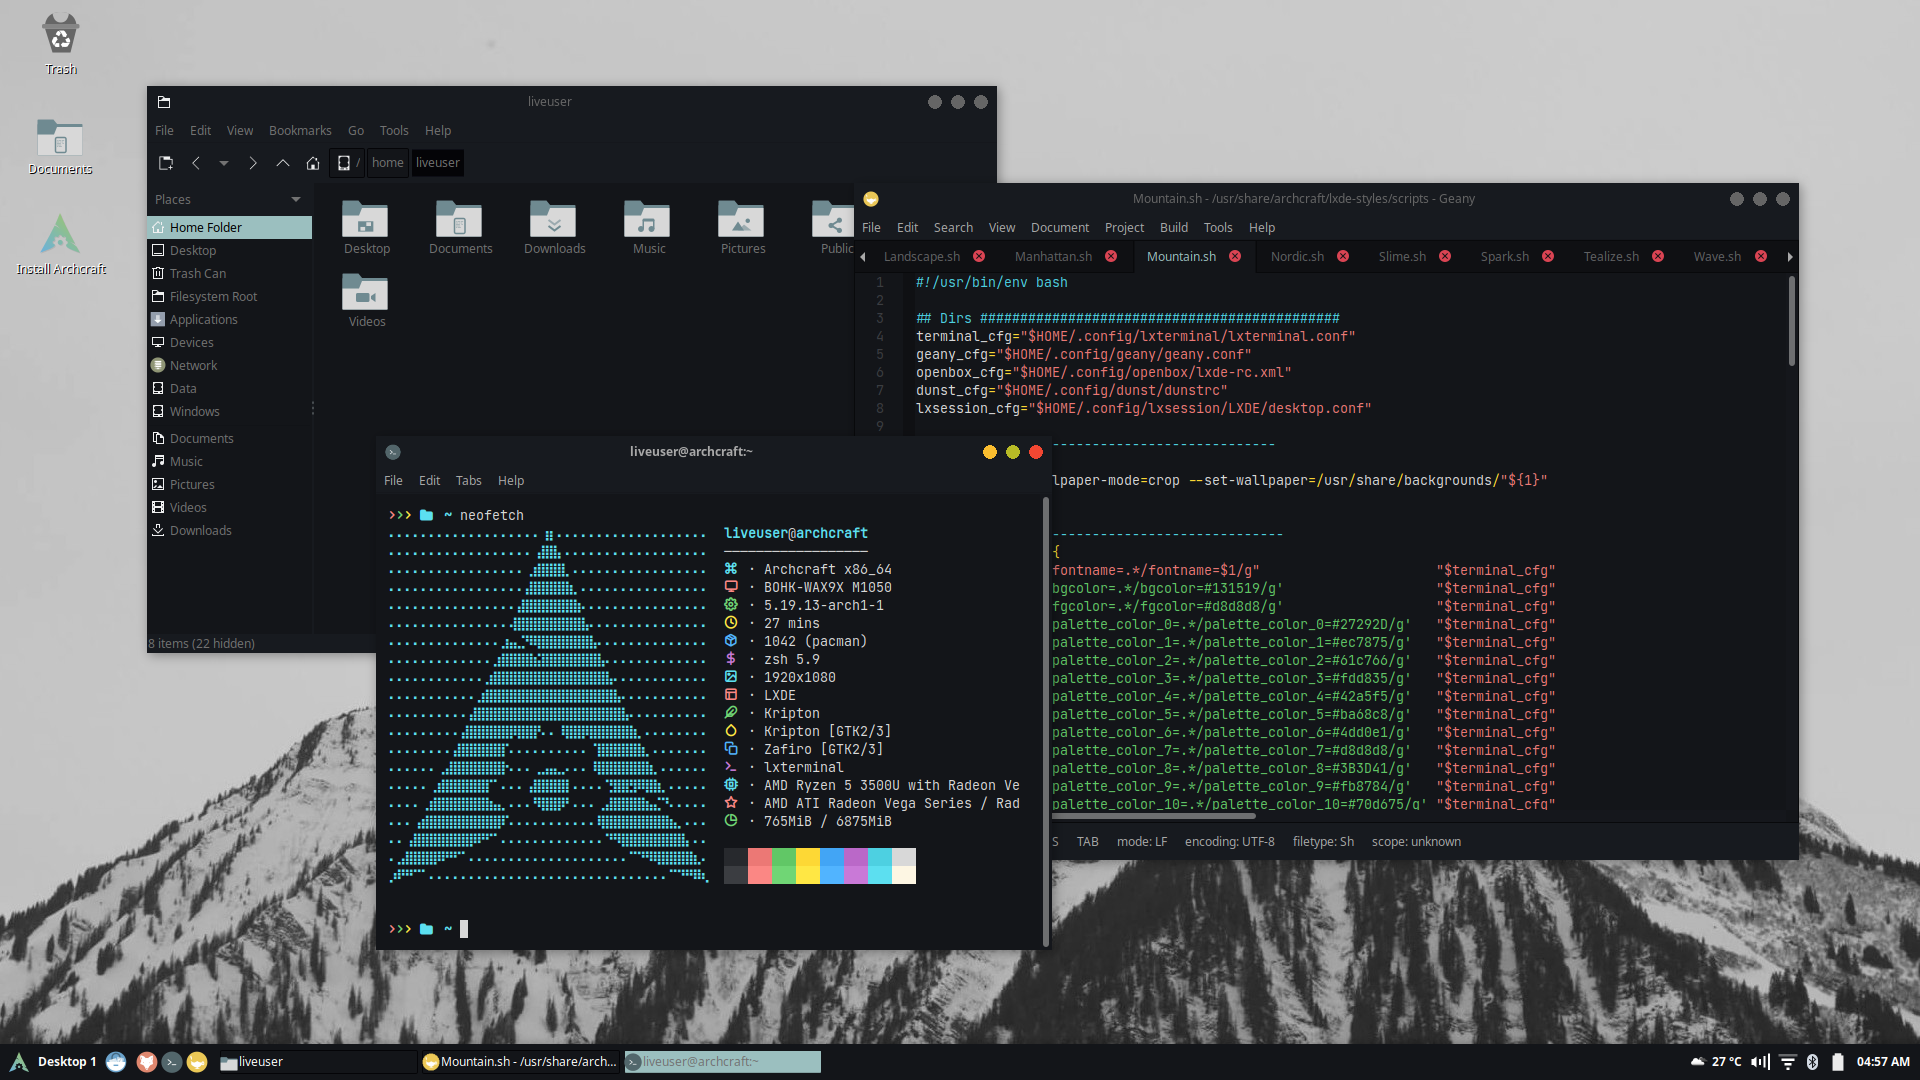 Trash
Documents
Install Archcraft
liveuser
File Edit View Bookmarks Go Tools Help
/ home liveuser
Places
Home Folder
Desktop
Trash Can
Filesystem Root
Applications
Devices
Network
Data
Windows
Documents
Music
Pictures
Videos
Downloads
Desktop Documents Downloads Music Pictures Public
Videos
8 items (22 hidden)
Mountain.sh - /usr/share/archcraft/lxde-styles/scripts - Geany
File Edit Search View Document Project Build Tools Help
Landscape.sh Manhattan.sh Mountain.sh Nordic.sh Slime.sh Spark.sh Tealize.sh Wave.sh
1 #!/usr/bin/env bash
2
3 ## Dirs #############################################
4 terminal_cfg="$HOME/.config/lxterminal/lxterminal.conf"
5 geany_cfg="$HOME/.config/geany/geany.conf"
6 openbox_cfg="$HOME/.config/openbox/lxde-rc.xml"
7 dunst_cfg="$HOME/.config/dunst/dunstrc"
8 lxsession_cfg="$HOME/.config/lxsession/LXDE/desktop.conf"
9
----------------------------
lpaper-mode=crop --set-wallpaper=/usr/share/backgrounds/"${1}"
-----------------------------
{
fontname=.*/fontname=$1/g" "$terminal_cfg"
bgcolor=.*/bgcolor=#131519/g' "$terminal_cfg"
fgcolor=.*/fgcolor=#d8d8d8/g' "$terminal_cfg"
palette_color_0=.*/palette_color_0=#27292D/g' "$terminal_cfg"
palette_color_1=.*/palette_color_1=#ec7875/g' "$terminal_cfg"
palette_color_2=.*/palette_color_2=#61c766/g' "$terminal_cfg"
palette_color_3=.*/palette_color_3=#fdd835/g' "$terminal_cfg"
palette_color_4=.*/palette_color_4=#42a5f5/g' "$terminal_cfg"
palette_color_5=.*/palette_color_5=#ba68c8/g' "$terminal_cfg"
palette_color_6=.*/palette_color_6=#4dd0e1/g' "$terminal_cfg"
palette_color_7=.*/palette_color_7=#d8d8d8/g' "$terminal_cfg"
palette_color_8=.*/palette_color_8=#3B3D41/g' "$terminal_cfg"
palette_color_9=.*/palette_color_9=#fb8784/g' "$terminal_cfg"
palette_color_10=.*/palette_color_10=#70d675/g' "$terminal_cfg"
S TAB mode: LF encoding: UTF-8 filetype: Sh scope: unknown
liveuser@archcraft:~
File Edit Tabs Help
>>> ~ neofetch
liveuser@archcraft
· Archcraft x86_64
· BOHK-WAX9X M1050
· 5.19.13-arch1-1
· 27 mins
· 1042 (pacman)
· zsh 5.9
· 1920x1080
· LXDE
· Kripton
· Kripton [GTK2/3]
· Zafiro [GTK2/3]
· lxterminal
· AMD Ryzen 5 3500U with Radeon Ve
· AMD ATI Radeon Vega Series / Rad
· 765MiB / 6875MiB
>>> ~
Desktop 1 liveuser Mountain.sh - /usr/share/arch... liveuser@archcraft:~ 27 °C 04:57 AM